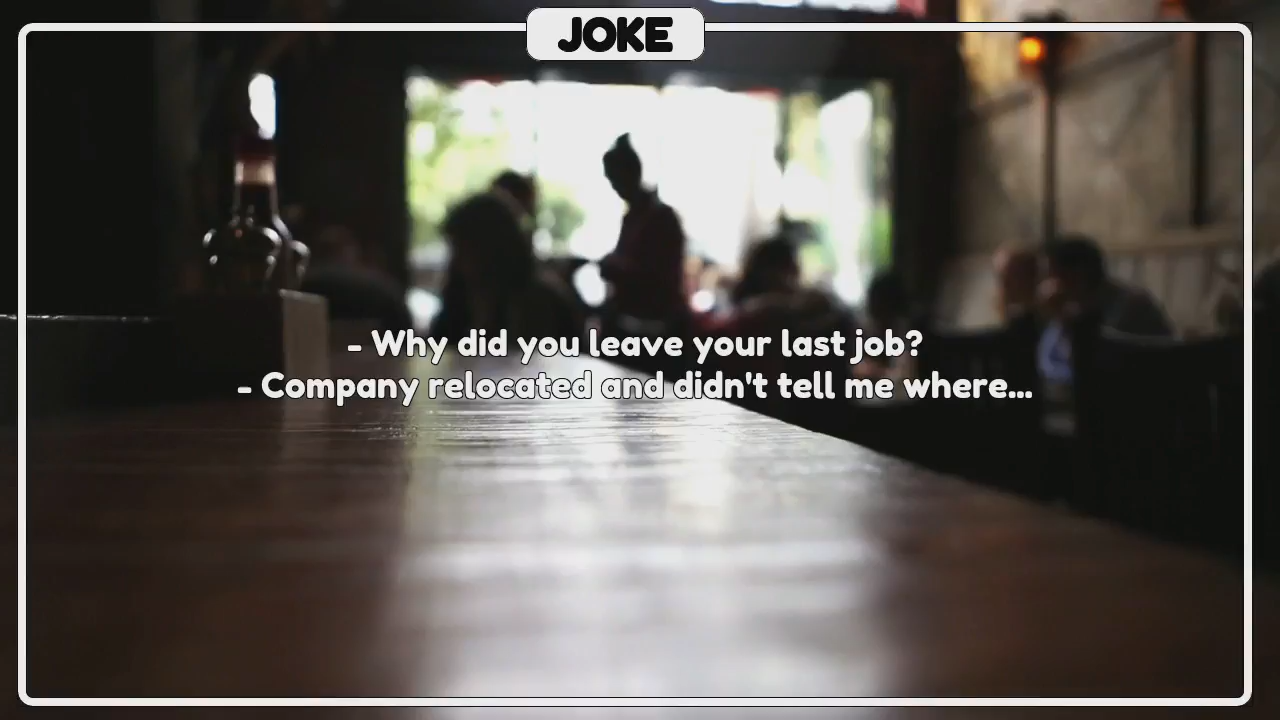 JOKE
- Why did you leave your last job?
- Company relocated and didn't tell me where...